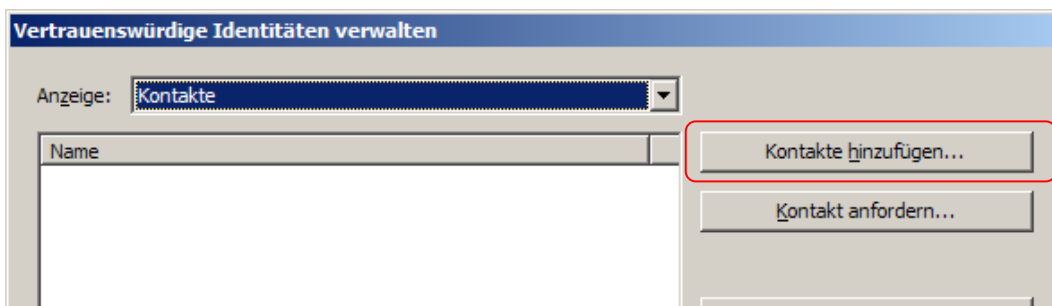 Vertrauenswürdige Identitäten verwalten
Anzeige: Kontakte
Name
Kontakte hinzufügen...
Kontakt anfordern...